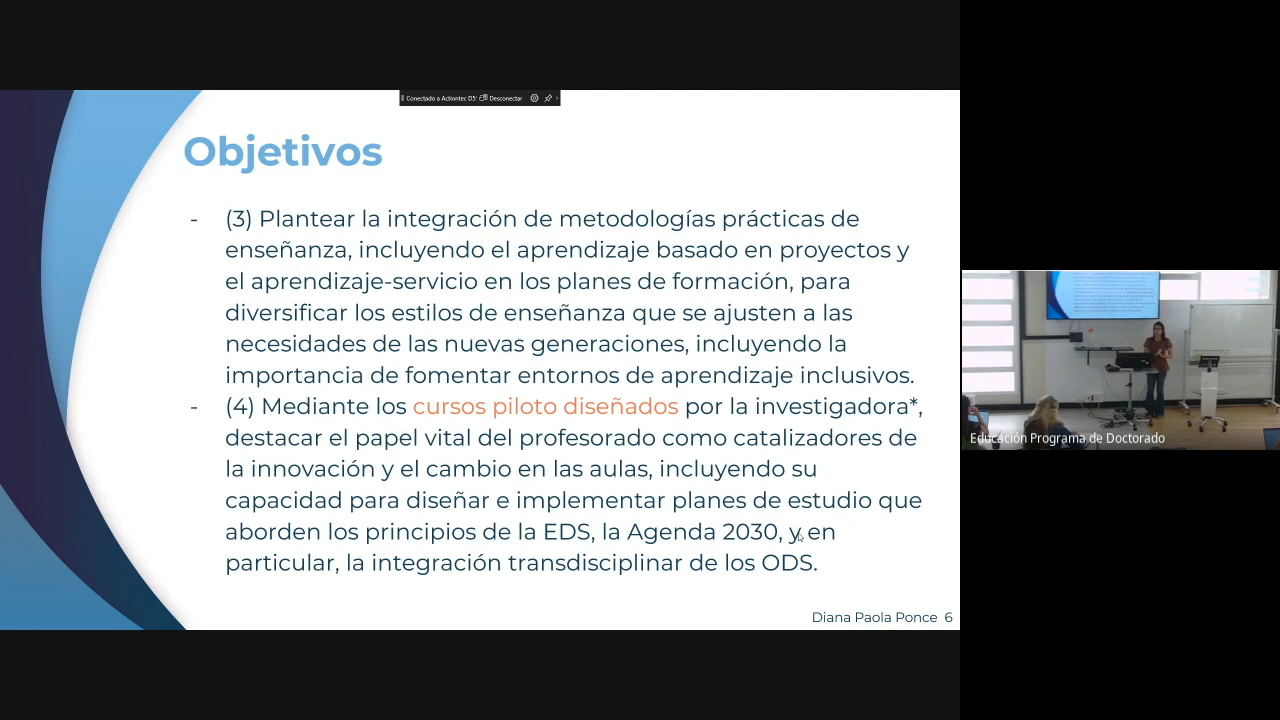 Conectado a Actiontec D5
Desconectar
Objetivos
- (3) Plantear la integración de metodologías prácticas de
enseñanza, incluyendo el aprendizaje basado en proyectos y
el aprendizaje-servicio en los planes de formación, para
diversificar los estilos de enseñanza que se ajusten a las
necesidades de las nuevas generaciones, incluyendo la
importancia de fomentar entornos de aprendizaje inclusivos.
- (4) Mediante los cursos piloto diseñados por la investigadora*,
destacar el papel vital del profesorado como catalizadores de
la innovación y el cambio en las aulas, incluyendo su
capacidad para diseñar e implementar planes de estudio que
aborden los principios de la EDS, la Agenda 2030, y en
particular, la integración transdisciplinar de los ODS.
Diana Paola Ponce 6
Educación Programa de Doctorado